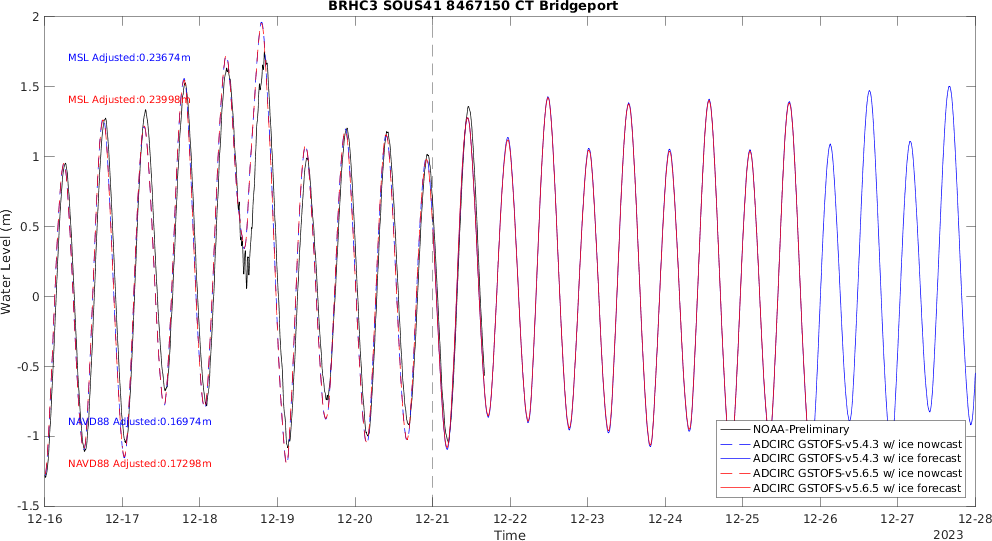 BRHC3 SOUS41 8467150 CT Bridgeport
Water Level (m)
2
1.5
1
0.5
0
-0.5
-1
-1.5
MSL Adjusted:0.23674m
MSL Adjusted:0.23998m
NAVD88 Adjusted:0.16974m
NAVD88 Adjusted:0.17298m
NOAA-Preliminary
ADCIRC GSTOFS-v5.4.3 w/ ice nowcast
ADCIRC GSTOFS-v5.4.3 w/ ice forecast
ADCIRC GSTOFS-v5.6.5 w/ ice nowcast
ADCIRC GSTOFS-v5.6.5 w/ ice forecast
12-16 12-17 12-18 12-19 12-20 12-21 12-22 12-23 12-24 12-25 12-26 12-27 12-28
Time
2023